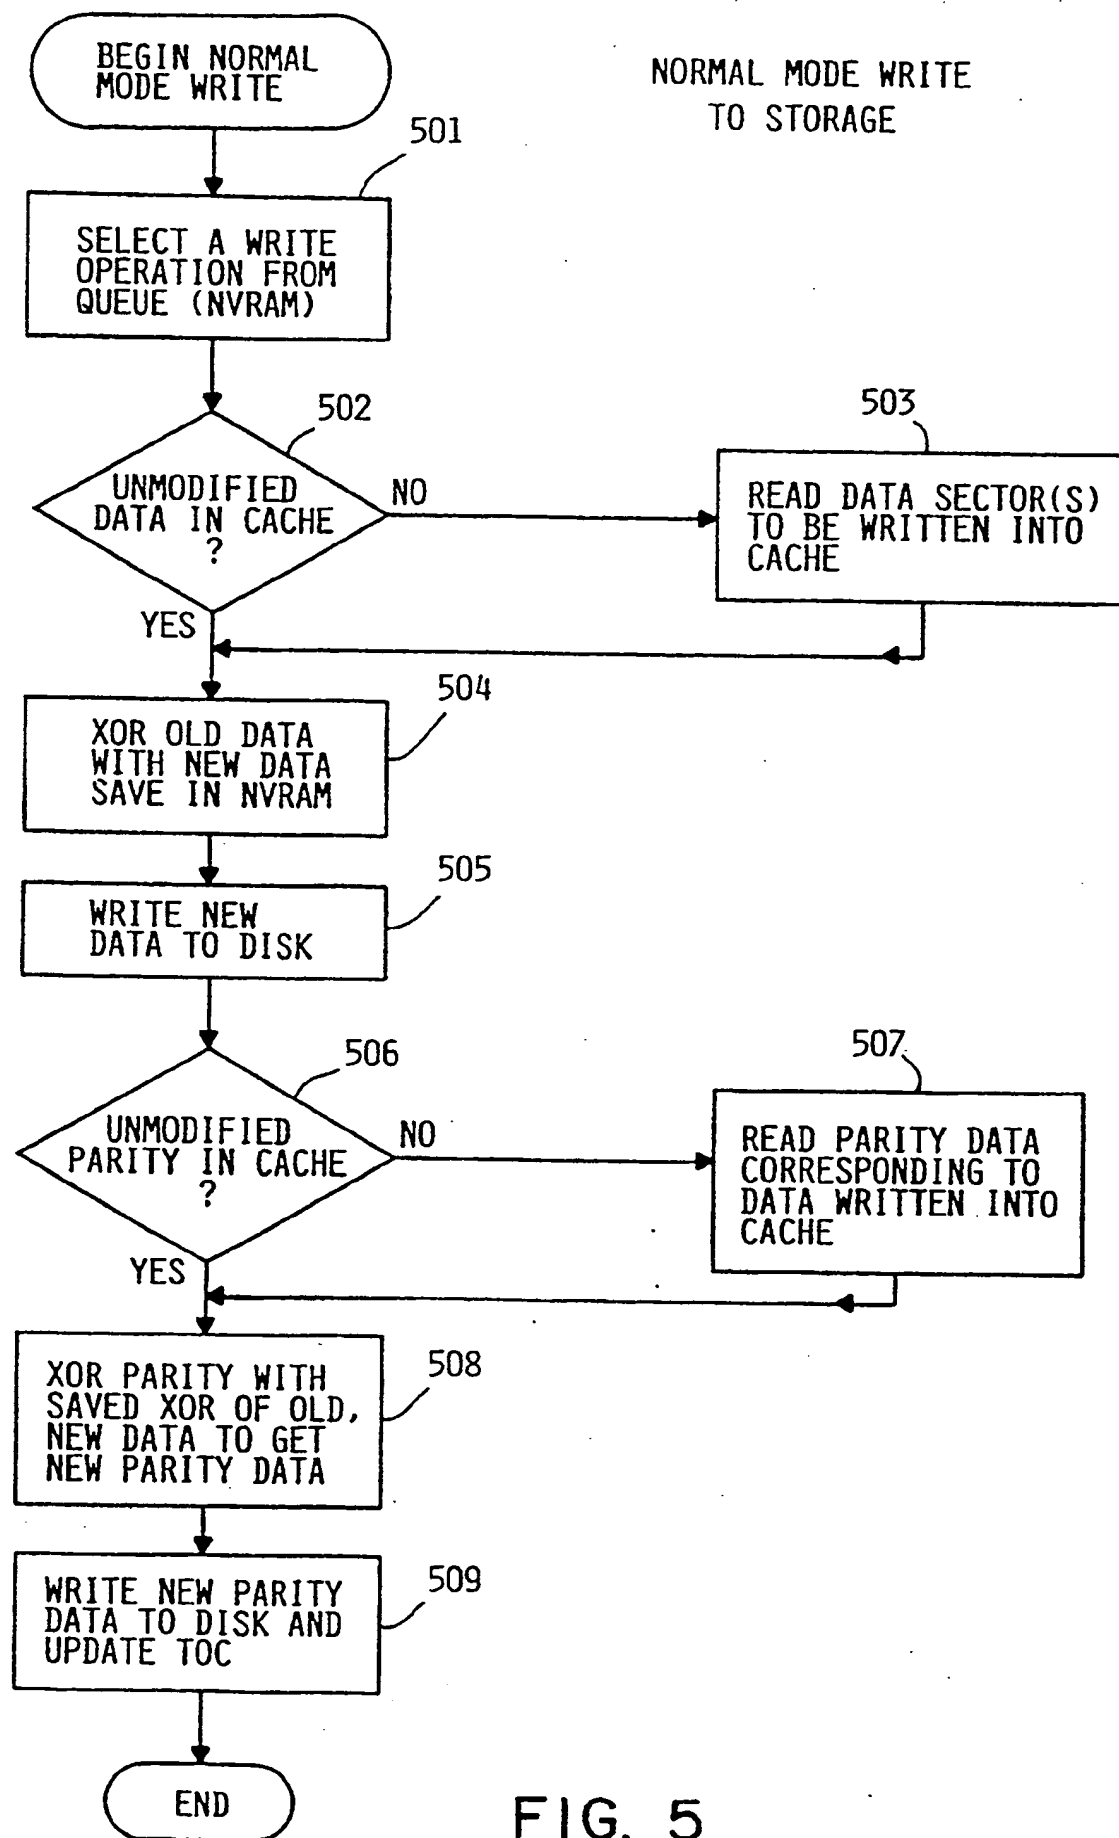 BEGIN NORMAL
MODE WRITE
NORMAL MODE WRITE
TO STORAGE
501
SELECT A WRITE
OPERATION FROM
QUEUE (NVRAM)
502
UNMODIFIED
DATA IN CACHE
?
NO
YES
503
READ DATA SECTOR(S)
TO BE WRITTEN INTO
CACHE
504
XOR OLD DATA
WITH NEW DATA
SAVE IN NVRAM
505
WRITE NEW
DATA TO DISK
506
UNMODIFIED
PARITY IN CACHE
?
NO
YES
507
READ PARITY DATA
CORRESPONDING TO
DATA WRITTEN INTO
CACHE
508
XOR PARITY WITH
SAVED XOR OF OLD,
NEW DATA TO GET
NEW PARITY DATA
509
WRITE NEW PARITY
DATA TO DISK AND
UPDATE TOC
END
FIG. 5